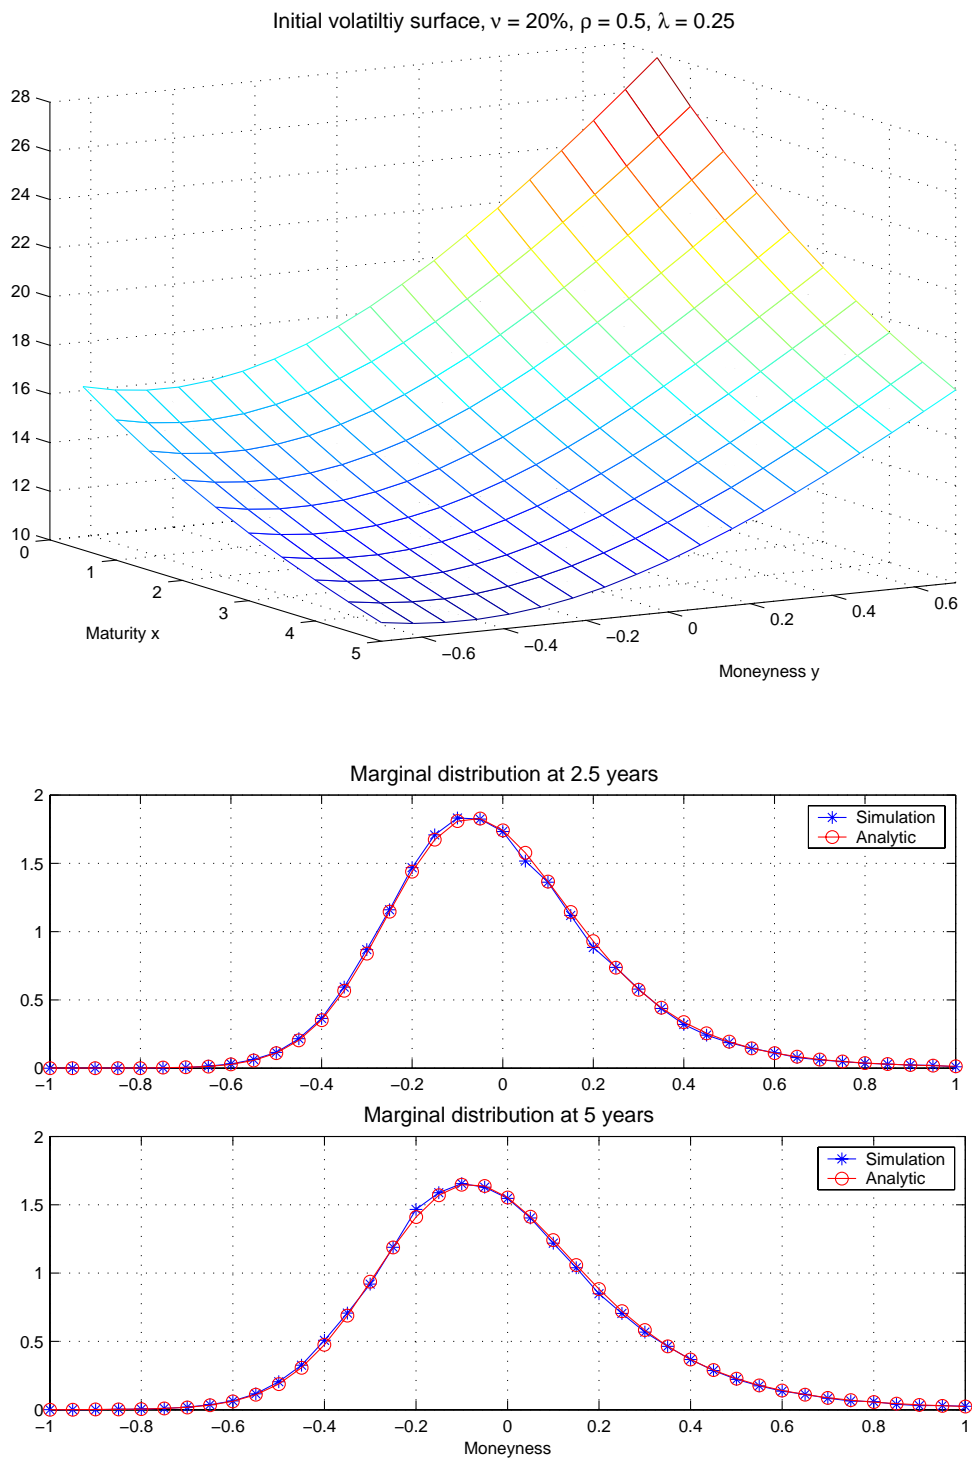 Initial volatiltiy surface, ν = 20%, ρ = 0.5, λ = 0.25
28
26
24
22
20
18
16
14
12
10
0
1
2
3
4
5
Maturity x
−0.6
−0.4
−0.2
0
0.2
0.4
0.6
Moneyness y
Marginal distribution at 2.5 years
2
1.5
1
0.5
0
Simulation
Analytic
−1 −0.8 −0.6 −0.4 −0.2 0 0.2 0.4 0.6 0.8 1
Marginal distribution at 5 years
2
1.5
1
0.5
0
Simulation
Analytic
−1 −0.8 −0.6 −0.4 −0.2 0 0.2 0.4 0.6 0.8 1
Moneyness